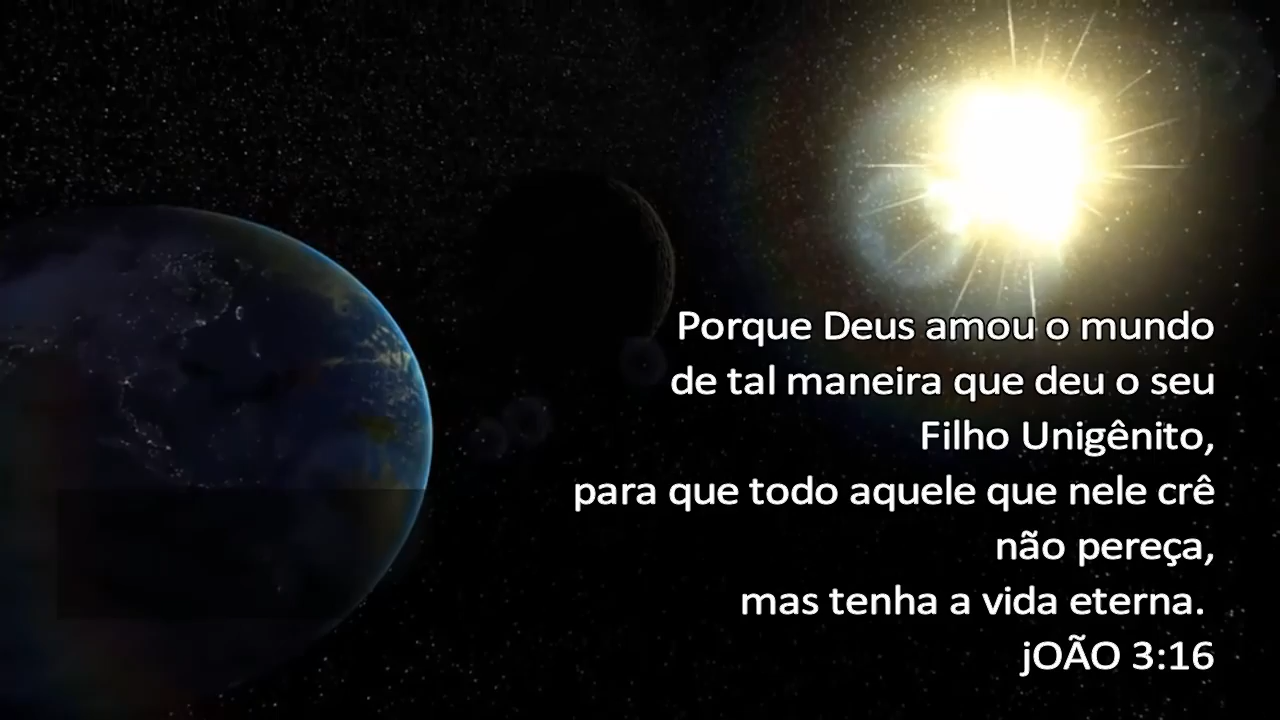 Porque Deus amou o mundo
de tal maneira que deu o seu
Filho Unigênito,
para que todo aquele que nele crê
não pereça,
mas tenha a vida eterna.
jOÃO 3:16